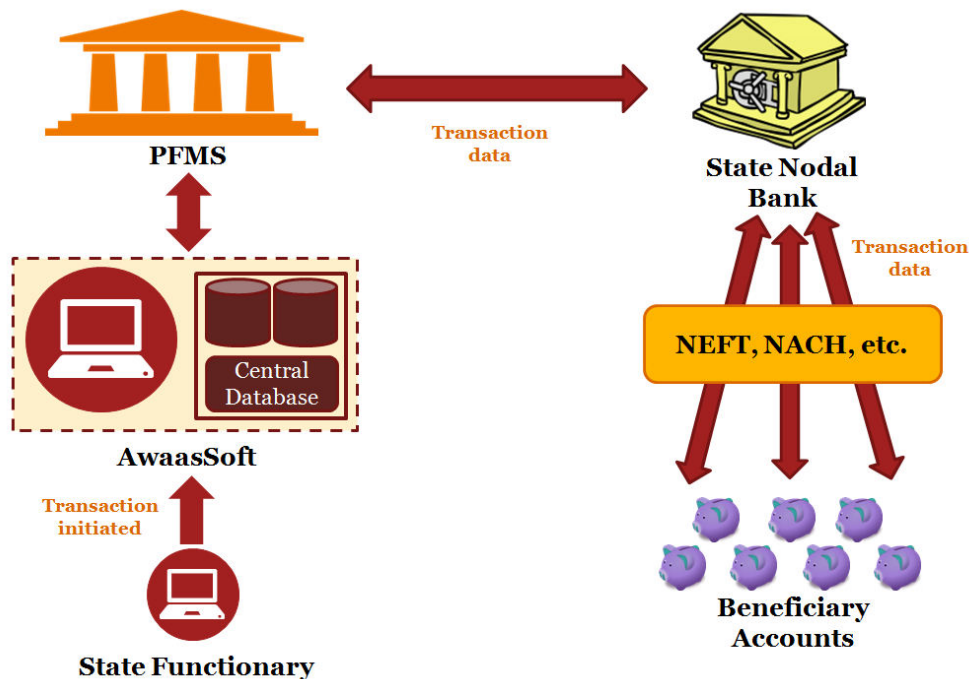 PFMS
Transaction
data
State Nodal
Bank
Transaction
data
NEFT, NACH, etc.
Central
Database
AwaasSoft
Transaction
initiated
State Functionary
Beneficiary
Accounts